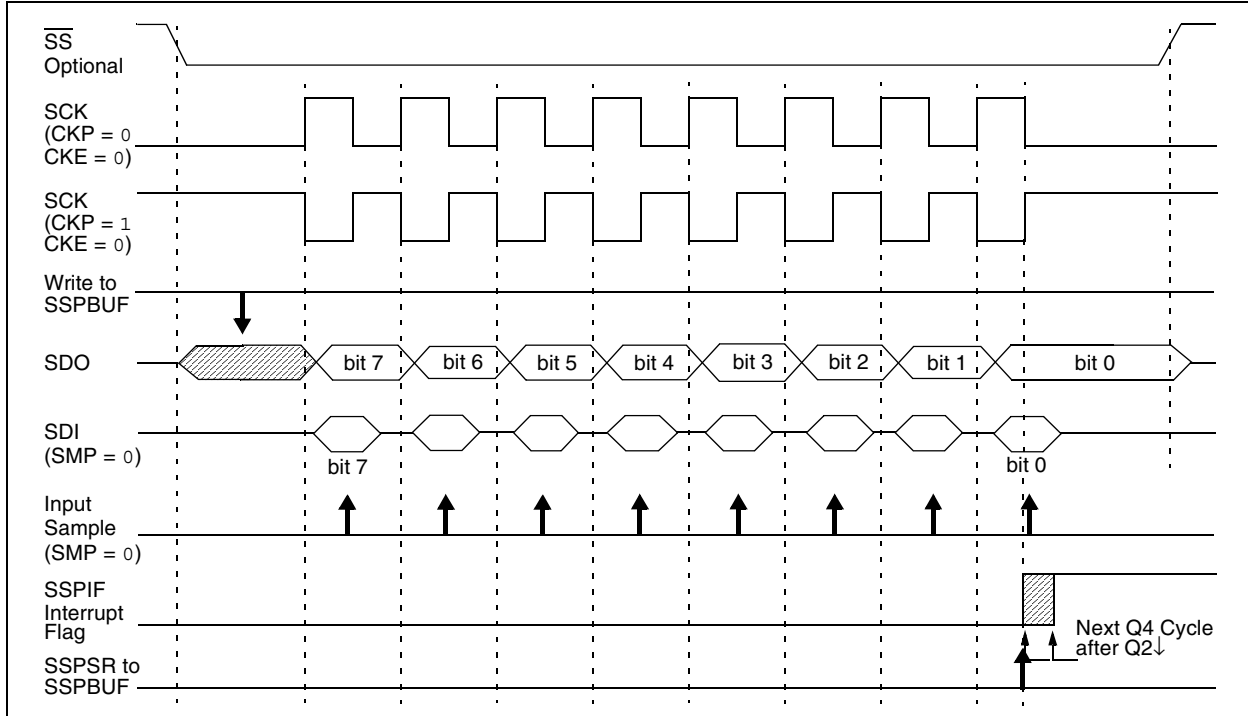 SS
Optional
SCK
(CKP = 0
CKE = 0)
SCK
(CKP = 1
CKE = 0)
Write to
SSPBUF
SDO
bit 7 bit 6 bit 5 bit 4 bit 3 bit 2 bit 1 bit 0
SDI
(SMP = 0)
bit 7 bit 0
Input
Sample
(SMP = 0)
SSPIF
Interrupt
Flag
Next Q4 Cycle
after Q2↓
SSPSR to
SSPBUF